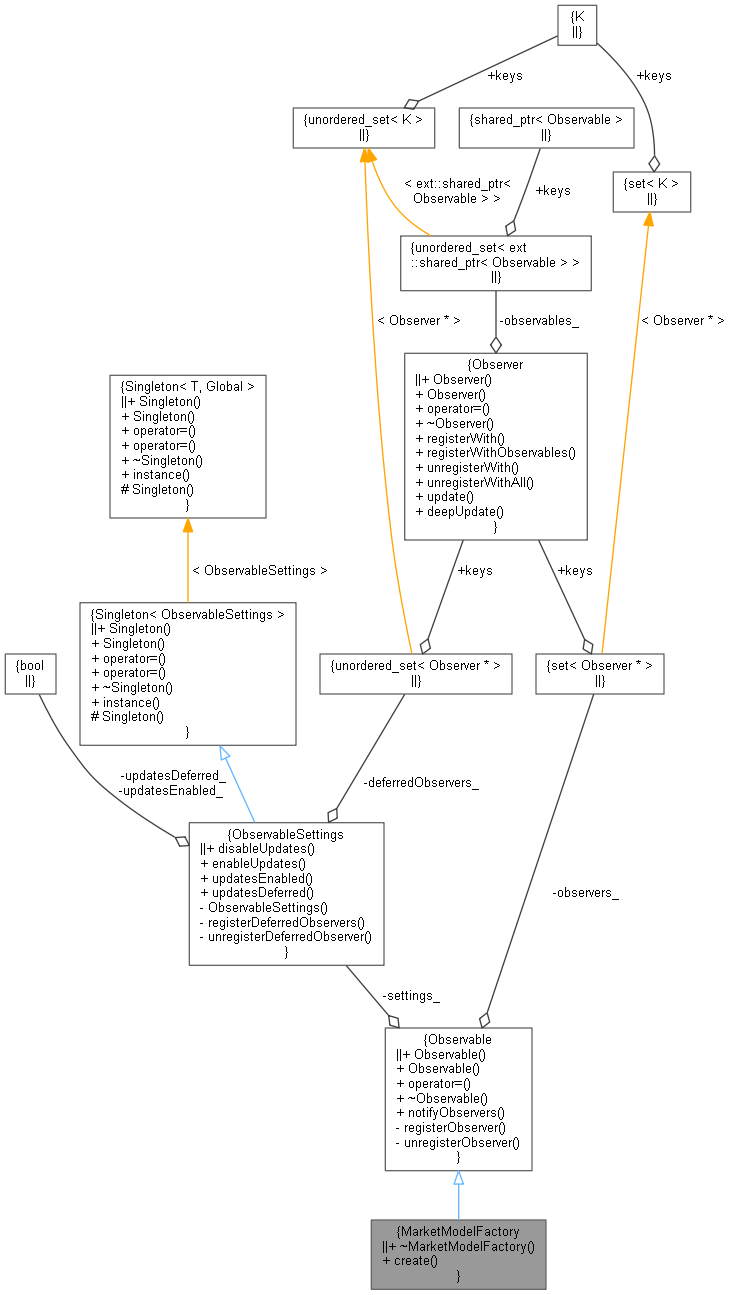 {K
||}
+keys
+keys
{unordered_set< K >
||}
{shared_ptr< Observable >
||}
{set< K >
||}
< ext::shared_ptr<
Observable > >
+keys
{unordered_set< ext
::shared_ptr< Observable > >
||}
< Observer * >
-observables_
< Observer * >
{Observer
||+ Observer()
+ Observer()
+ operator=()
+ ~Observer()
+ registerWith()
+ registerWithObservables()
+ unregisterWith()
+ unregisterWithAll()
+ update()
+ deepUpdate()
}
{Singleton< T, Global >
||+ Singleton()
+ Singleton()
+ operator=()
+ operator=()
+ ~Singleton()
+ instance()
# Singleton()
}
< ObservableSettings >
+keys
+keys
{Singleton< ObservableSettings >
||+ Singleton()
+ Singleton()
+ operator=()
+ operator=()
+ ~Singleton()
+ instance()
# Singleton()
}
{bool
||}
{unordered_set< Observer * >
||}
{set< Observer * >
||}
-updatesDeferred_
-updatesEnabled_
-deferredObservers_
{ObservableSettings
||+ disableUpdates()
+ enableUpdates()
+ updatesEnabled()
+ updatesDeferred()
- ObservableSettings()
- registerDeferredObservers()
- unregisterDeferredObserver()
}
-observers_
-settings_
{Observable
||+ Observable()
+ Observable()
+ operator=()
+ ~Observable()
+ notifyObservers()
- registerObserver()
- unregisterObserver()
}
{MarketModelFactory
||+ ~MarketModelFactory()
+ create()
}